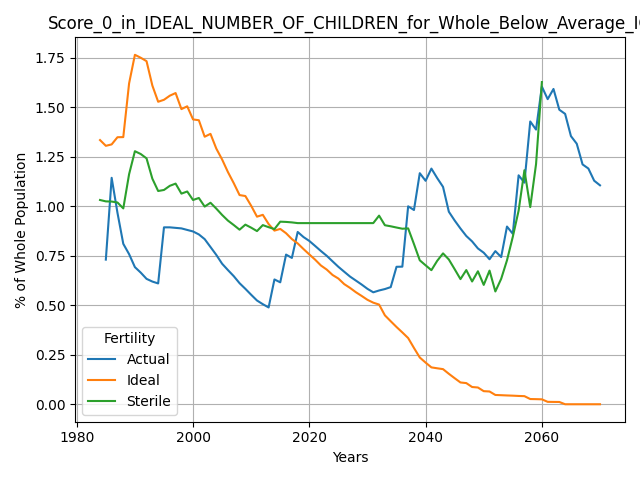 Score_0_in_IDEAL_NUMBER_OF_CHILDREN_for_Whole_Below_Average_I
1.75
1.50
1.25
1.00
0.75
0.50
0.25
0.00
% of Whole Population
Fertility
Actual
Ideal
Sterile
1980 2000 2020 2040 2060
Years